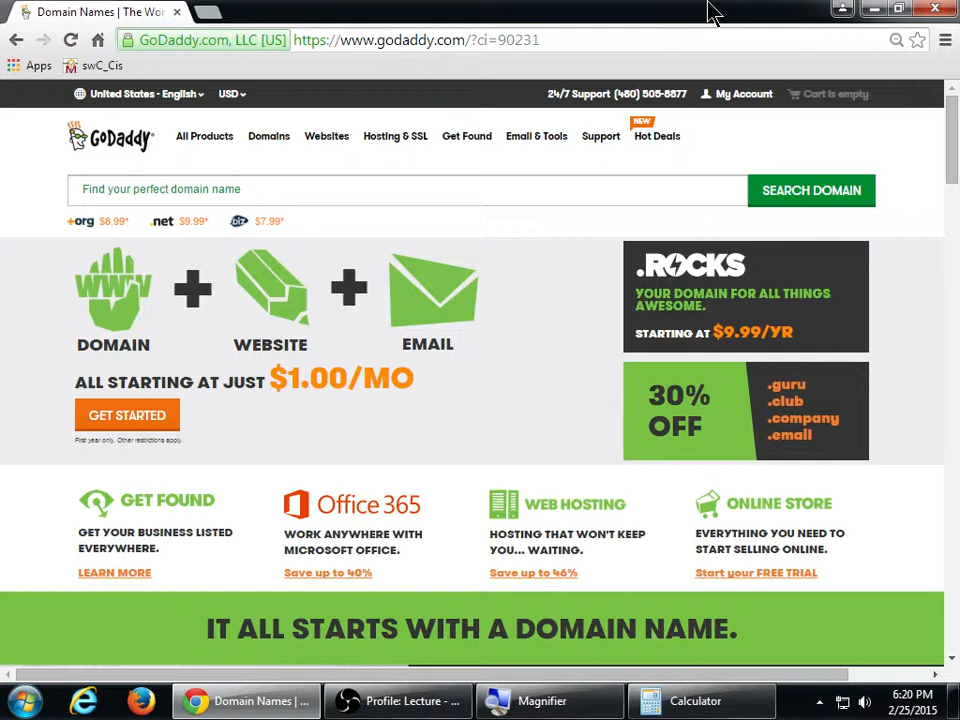 Domain Names | The Wor
GoDaddy.com, LLC [US]
https://www.godaddy.com/?ci=90231
Apps
swC_Cis
United States - English
USD
24/7 Support (480) 505-8877
My Account
Cart is empty
GoDaddy
All Products
Domains
Websites
Hosting & SSL
Get Found
Email & Tools
Support
NEW
Hot Deals
Find your perfect domain name
SEARCH DOMAIN
+org $8.99*
.net $9.99*
.biz $7.99*
WWW
DOMAIN
WEBSITE
EMAIL
ALL STARTING AT JUST $1.00/MO
GET STARTED
First year only. Other restrictions apply.
.ROCKS
YOUR DOMAIN FOR ALL THINGS
AWESOME.
STARTING AT $9.99/YR
30%
OFF
.guru
.club
.company
.email
GET FOUND
GET YOUR BUSINESS LISTED
EVERYWHERE.
LEARN MORE
Office 365
WORK ANYWHERE WITH
MICROSOFT OFFICE.
Save up to 40%
WEB HOSTING
HOSTING THAT WON'T KEEP
YOU... WAITING.
Save up to 46%
ONLINE STORE
EVERYTHING YOU NEED TO
START SELLING ONLINE.
Start your FREE TRIAL
IT ALL STARTS WITH A DOMAIN NAME.
Domain Names | ...
Profile: Lecture - ...
Magnifier
Calculator
6:20 PM
2/25/2015